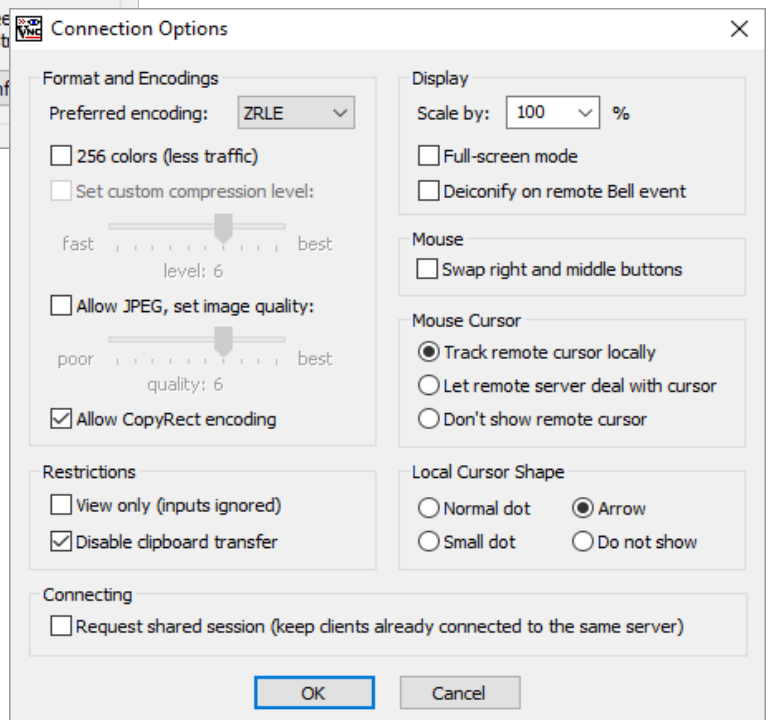 Connection Options
Format and Encodings
Preferred encoding: ZRLE
256 colors (less traffic)
Set custom compression level:
fast best
level: 6
Allow JPEG, set image quality:
poor best
quality: 6
Allow CopyRect encoding
Restrictions
View only (inputs ignored)
Disable clipboard transfer
Display
Scale by: 100 %
Full-screen mode
Deiconify on remote Bell event
Mouse
Swap right and middle buttons
Mouse Cursor
Track remote cursor locally
Let remote server deal with cursor
Don't show remote cursor
Local Cursor Shape
Normal dot Arrow
Small dot Do not show
Connecting
Request shared session (keep clients already connected to the same server)
OK Cancel